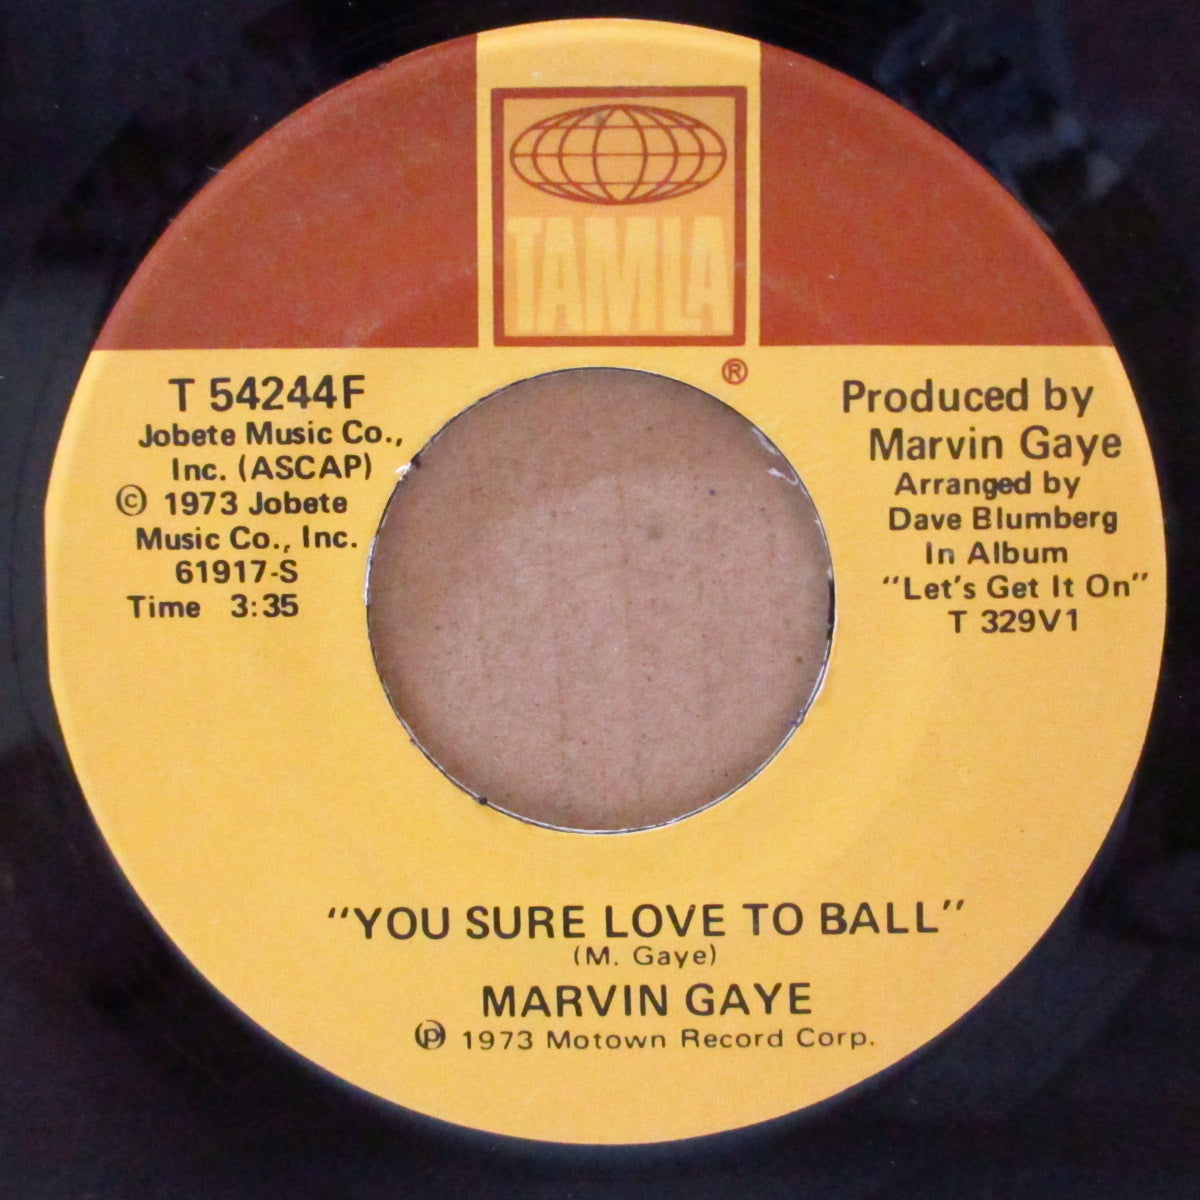 TAMLA
®
T 54244F
Jobete Music Co.,
Inc. (ASCAP)
© 1973 Jobete
Music Co., Inc.
61917-S
Time 3:35
Produced by
Marvin Gaye
Arranged by
Dave Blumberg
In Album
"Let's Get It On"
T 329V1
"YOU SURE LOVE TO BALL"
(M. Gaye)
MARVIN GAYE
℗ 1973 Motown Record Corp.